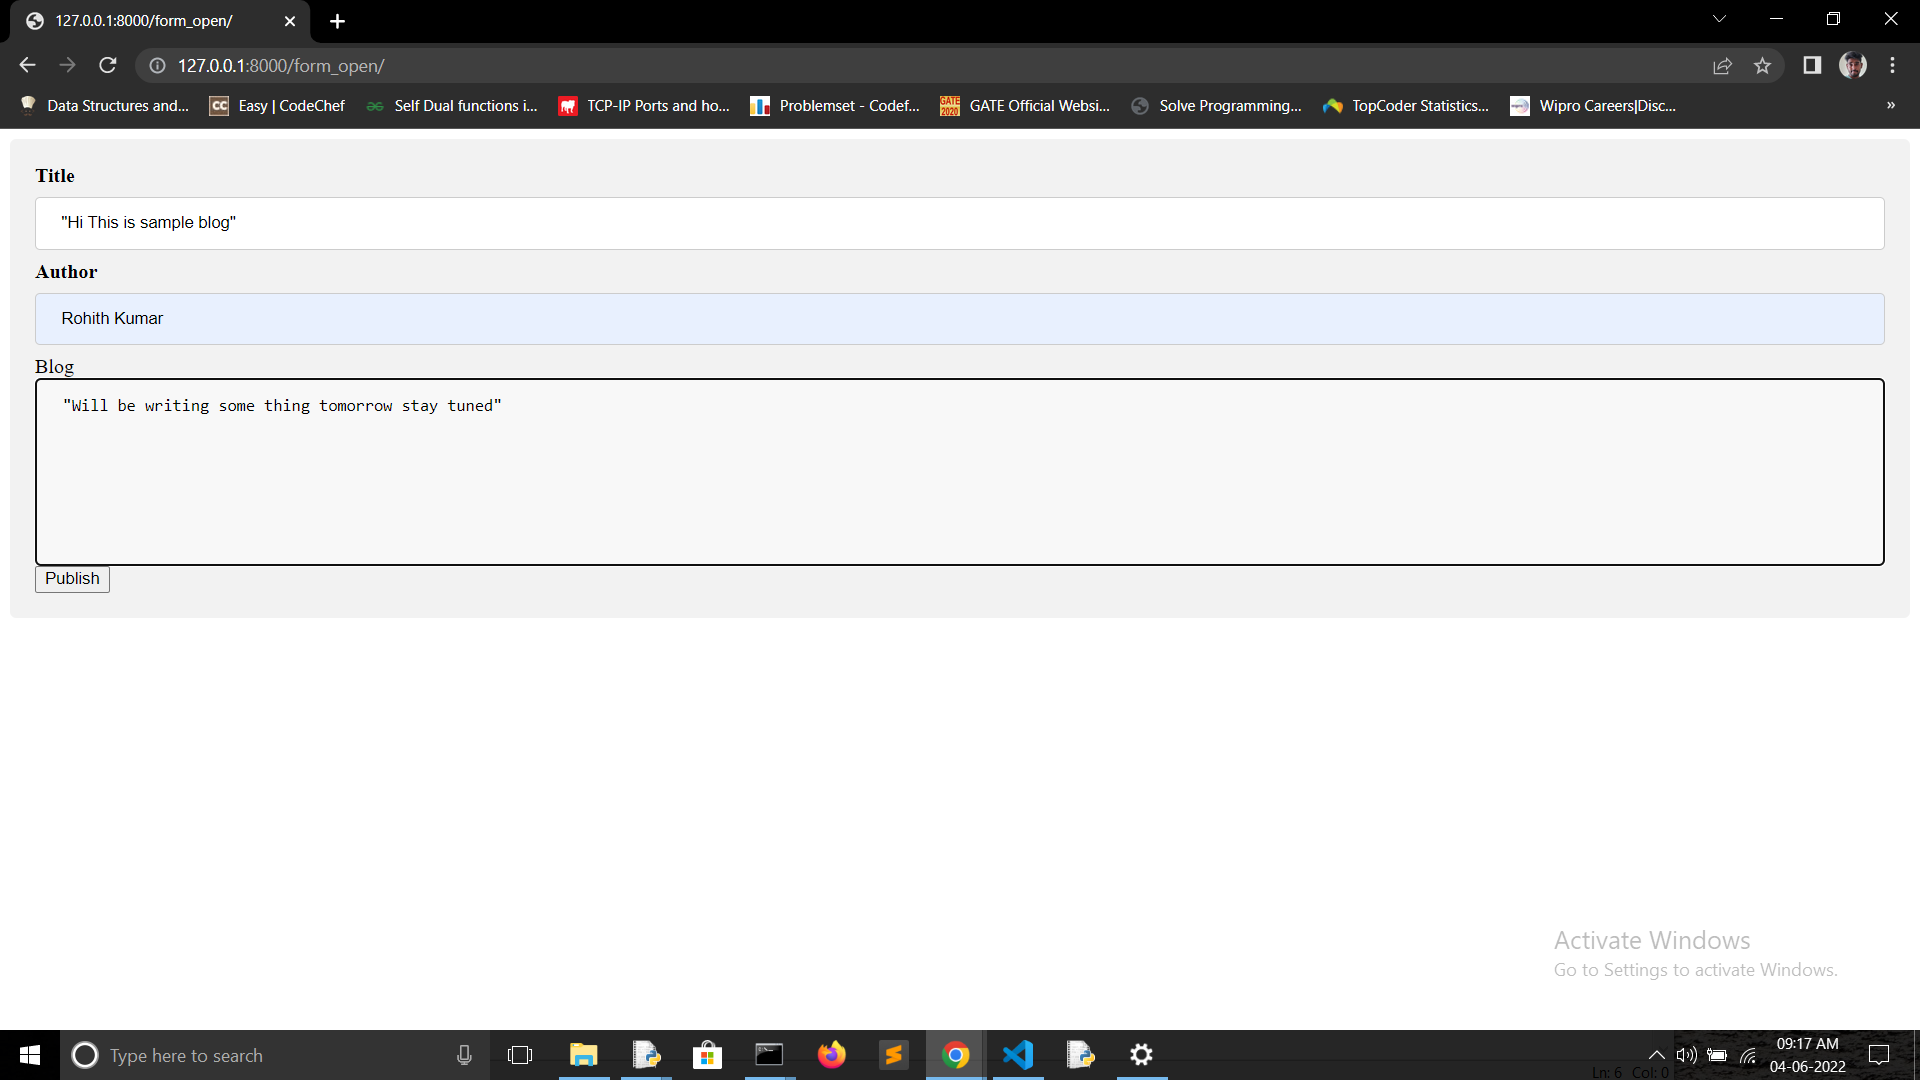 127.0.0.1:8000/form_open/
127.0.0.1:8000/form_open/
Data Structures and... Easy | CodeChef Self Dual functions i... TCP-IP Ports and ho... Problemset - Codef... GATE Official Websi... Solve Programming... TopCoder Statistics... Wipro Careers|Disc... »
Title
"Hi This is sample blog"
Author
Rohith Kumar
Blog
"Will be writing some thing tomorrow stay tuned"
Publish
Activate Windows
Go to Settings to activate Windows.
Type here to search
09:17 AM
04-06-2022
Ln: 6 Col: 0